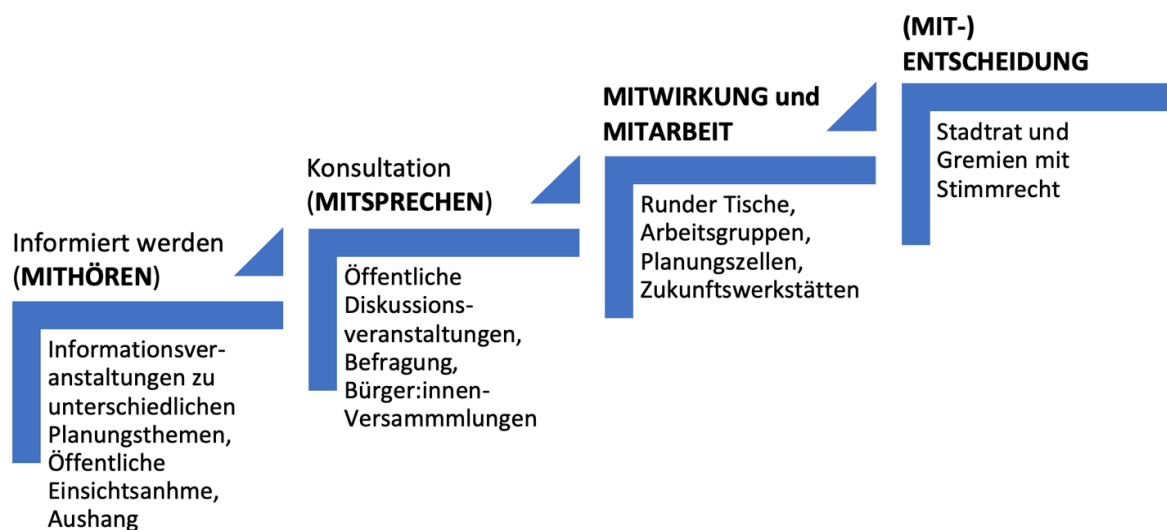 Informiert werden
(MITHÖREN)
Informationsver-
anstaltungen zu
unterschiedlichen
Planungsthemen,
Öffentliche
Einsichtsanhme,
Aushang
Konsultation
(MITSPRECHEN)
Öffentliche
Diskussions-
veranstaltungen,
Befragung,
Bürger:innen-
Versammmlungen
MITWIRKUNG und
MITARBEIT
Runder Tische,
Arbeitsgruppen,
Planungszellen,
Zukunftswerkstätten
(MIT-)
ENTSCHEIDUNG
Stadtrat und
Gremien mit
Stimmrecht